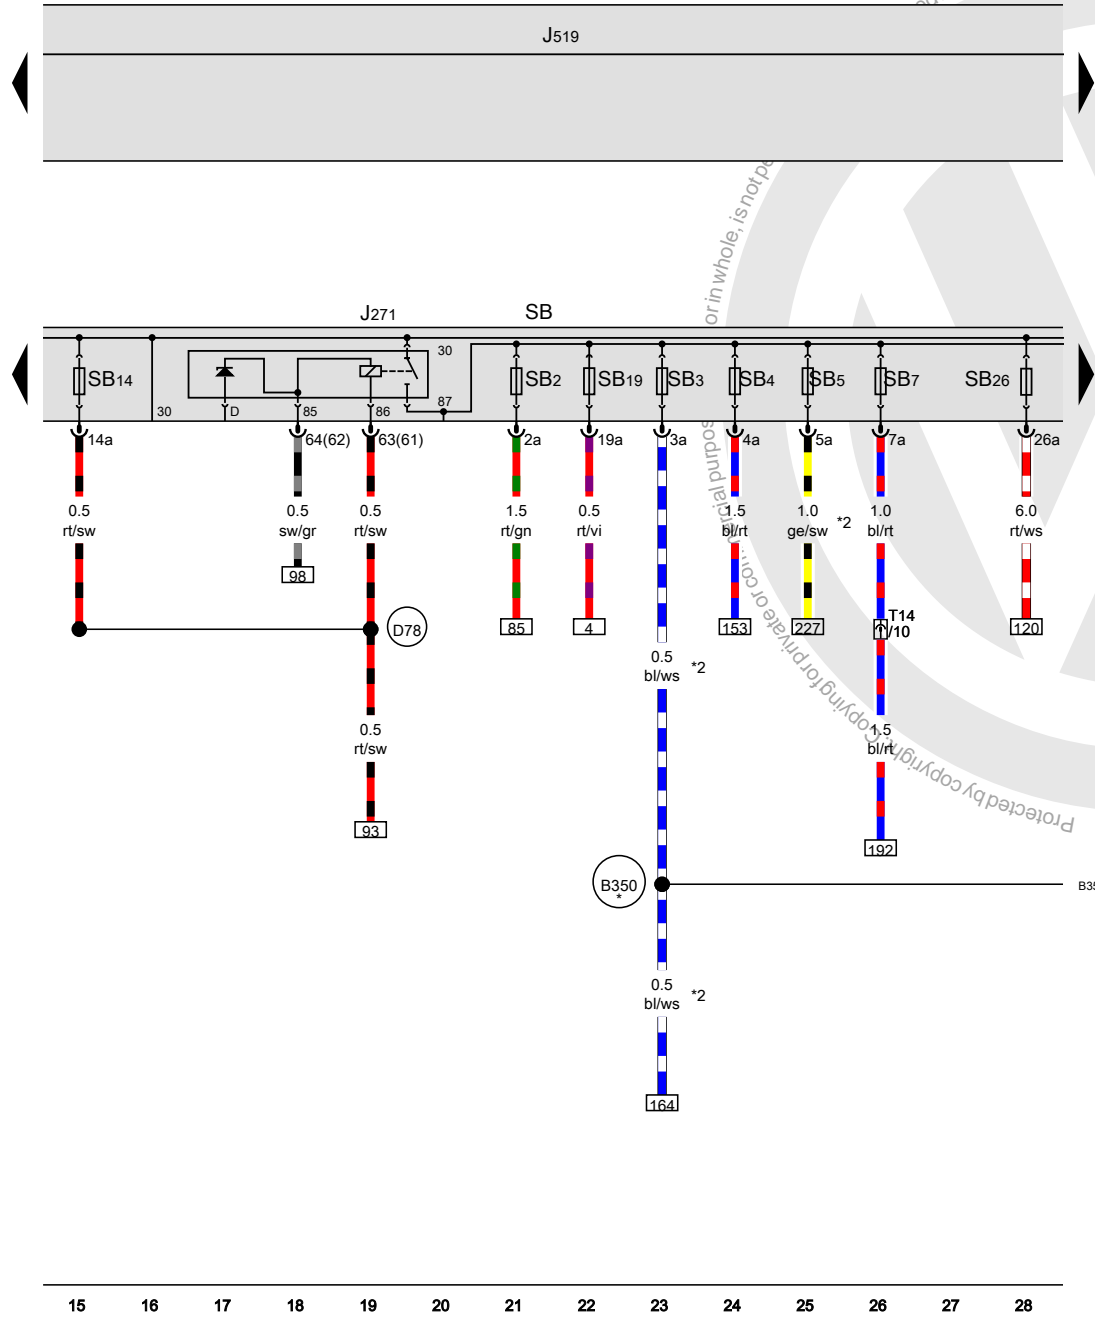 J519
J271
SB
30
SB14
SB2
SB19
SB3
SB4
SB5
SB7
SB26
87
30
D
85
86
14a
64(62)
63(61)
2a
19a
3a
4a
5a
7a
26a
0.5
rt/sw
0.5
sw/gr
0.5
rt/sw
1.5
rt/gn
0.5
rt/vi
1.5
bl/rt
1.0
ge/sw
*2
1.0
bl/rt
6.0
rt/ws
98
D78
85
4
153
227
T14
/10
120
0.5
bl/ws
*2
0.5
rt/sw
1.5
bl/rt
93
192
B350
*
0.5
bl/ws
*2
164
15 16 17 18 19 20 21 22 23 24 25 26 27 28
Protected by copyright. Copying for private or commercial purpos
or in whole, is not pe